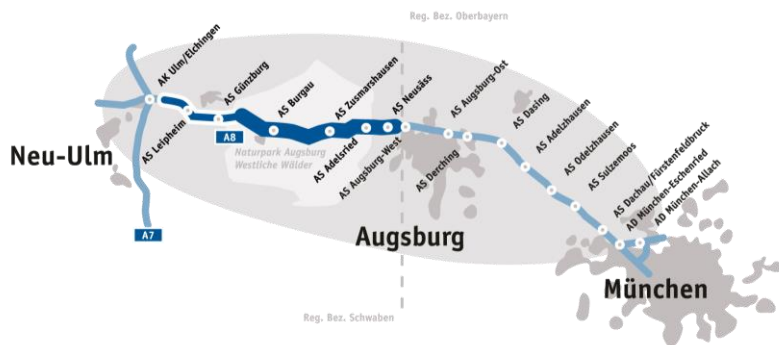 Reg. Bez. Oberbayern
AK Ulm/Elchingen
AS Leipheim
AS Günzburg
A8
AS Burgau
Naturpark Augsburg
Westliche Wälder
AS Zusmarshausen
AS Adelsried
AS Neusäss
AS Augsburg-West
AS Augsburg-Ost
AS Derching
AS Dasing
AS Adelzhausen
AS Odelzhausen
AS Sulzemoos
AS Dachau/Fürstenfeldbruck
AD München-Eschenried
AD München-Allach
Neu-Ulm
A7
Augsburg
München
Reg. Bez. Schwaben